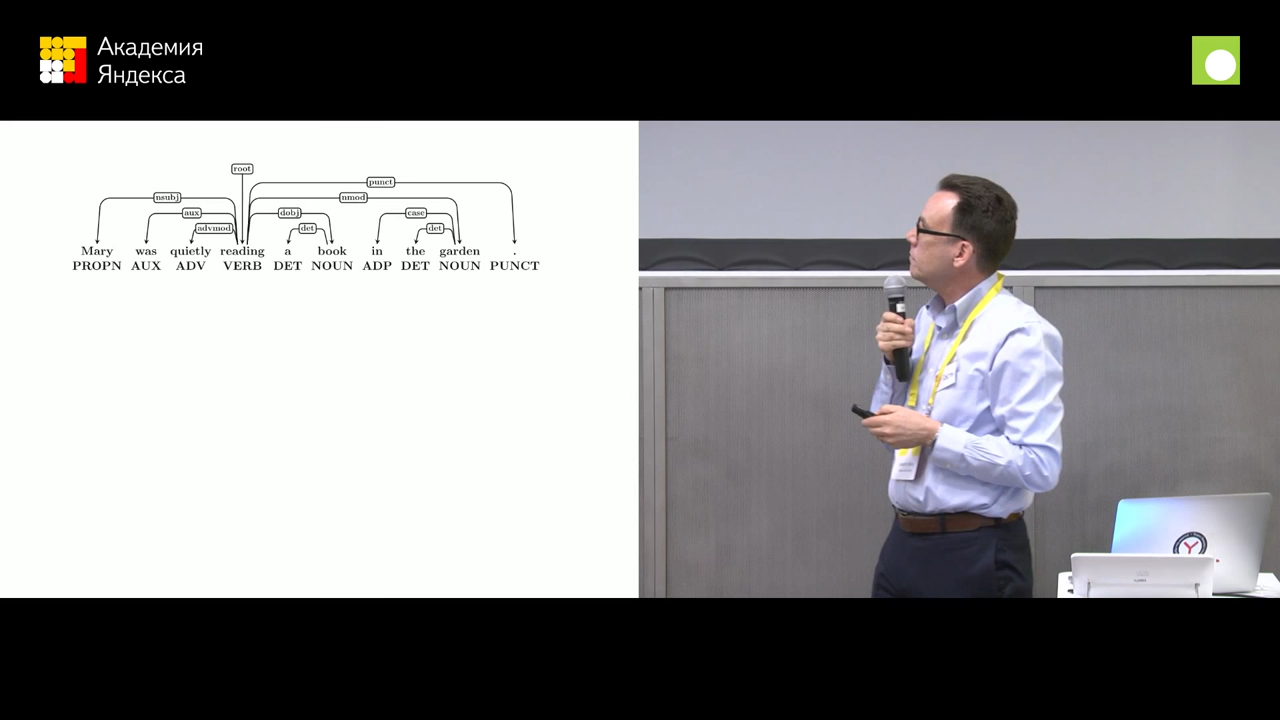 Академия
Яндекса
root
punct
nsubj
nmod
aux
dobj
case
advmod
det
det
Mary was quietly reading a book in the garden .
PROPN AUX ADV VERB DET NOUN ADP DET NOUN PUNCT